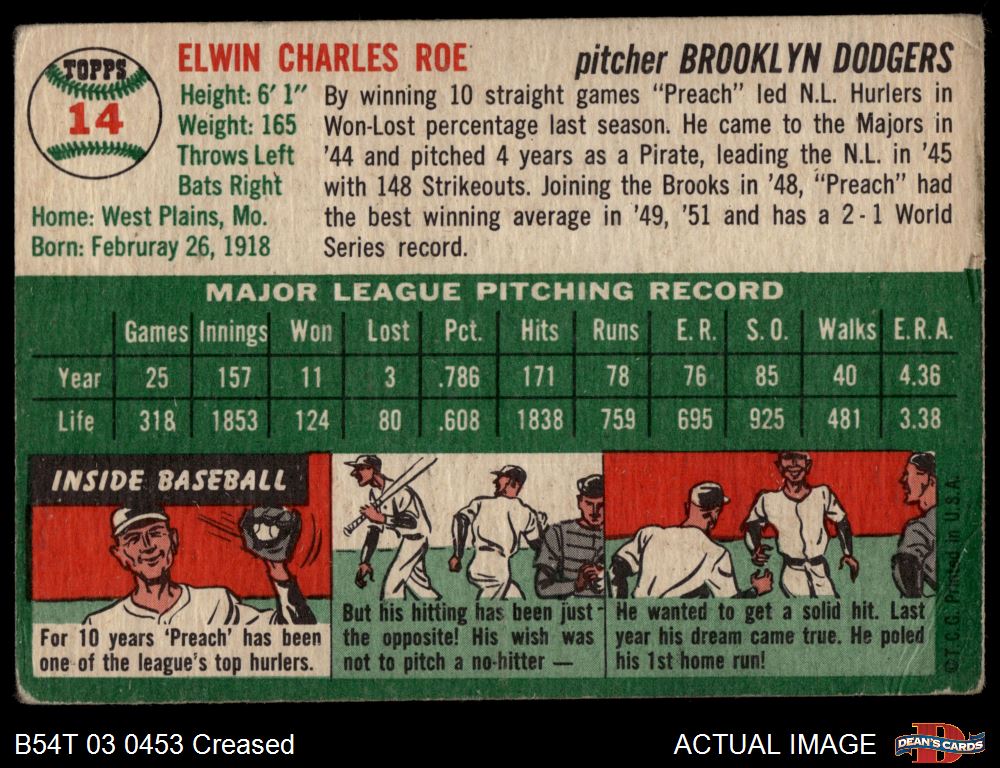 TOPPS
14
ELWIN CHARLES ROE
pitcher BROOKLYN DODGERS
Height: 6' 1"
Weight: 165
Throws Left
Bats Right
Home: West Plains, Mo.
Born: Februray 26, 1918
By winning 10 straight games "Preach" led N.L. Hurlers in
Won-Lost percentage last season. He came to the Majors in
'44 and pitched 4 years as a Pirate, leading the N.L. in '45
with 148 Strikeouts. Joining the Brooks in '48, "Preach" had
the best winning average in '49, '51 and has a 2-1 World
Series record.
MAJOR LEAGUE PITCHING RECORD
Games Innings Won Lost Pct. Hits Runs E.R. S.O. Walks E.R.A.
Year 25 157 11 3 .786 171 78 76 85 40 4.36
Life 318 1853 124 80 .608 1838 759 695 925 481 3.38
INSIDE BASEBALL
For 10 years 'Preach' has been
one of the league's top hurlers.
But his hitting has been just
the opposite! His wish was
not to pitch a no-hitter —
He wanted to get a solid hit. Last
year his dream came true. He poled
his 1st home run!
©T.C.G. Printed in U.S.A.
B54T 03 0453 Creased
ACTUAL IMAGE
D
DEAN'S CARDS